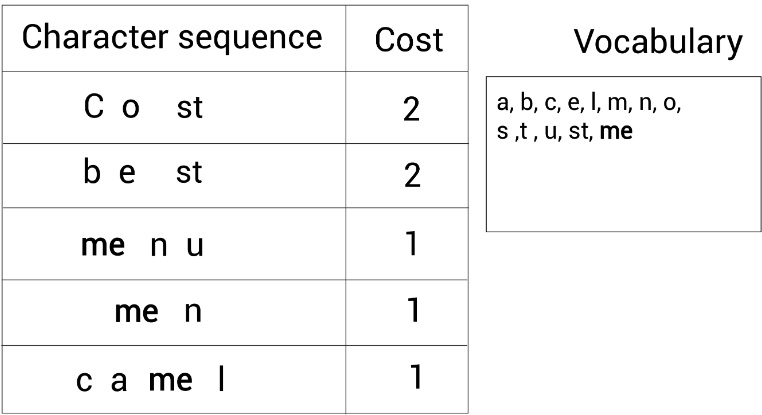 Character sequence Cost
C o st 2
b e st 2
me n u 1
me n 1
c a me l 1
Vocabulary
a, b, c, e, l, m, n, o,
s ,t , u, st, me